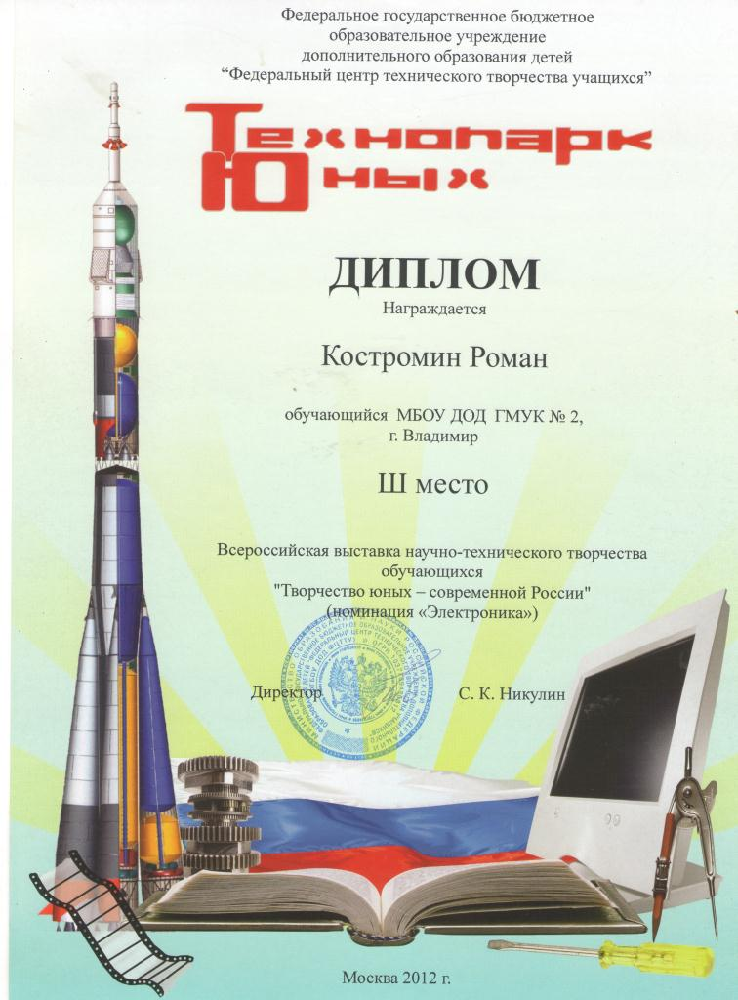 Федеральное государственное бюджетное
образовательное учреждение
дополнительного образования детей
“Федеральный центр технического творчества учащихся”
Технопарк
Юных
ДИПЛОМ
Награждается
Костромин Роман
обучающийся МБОУ ДОД ГМУК № 2,
г. Владимир
Ш место
Всероссийская выставка научно-технического творчества
обучающихся
"Творчество юных – современной России"
(номинация «Электроника»)
Директор
С. К. Никулин
Москва 2012 г.